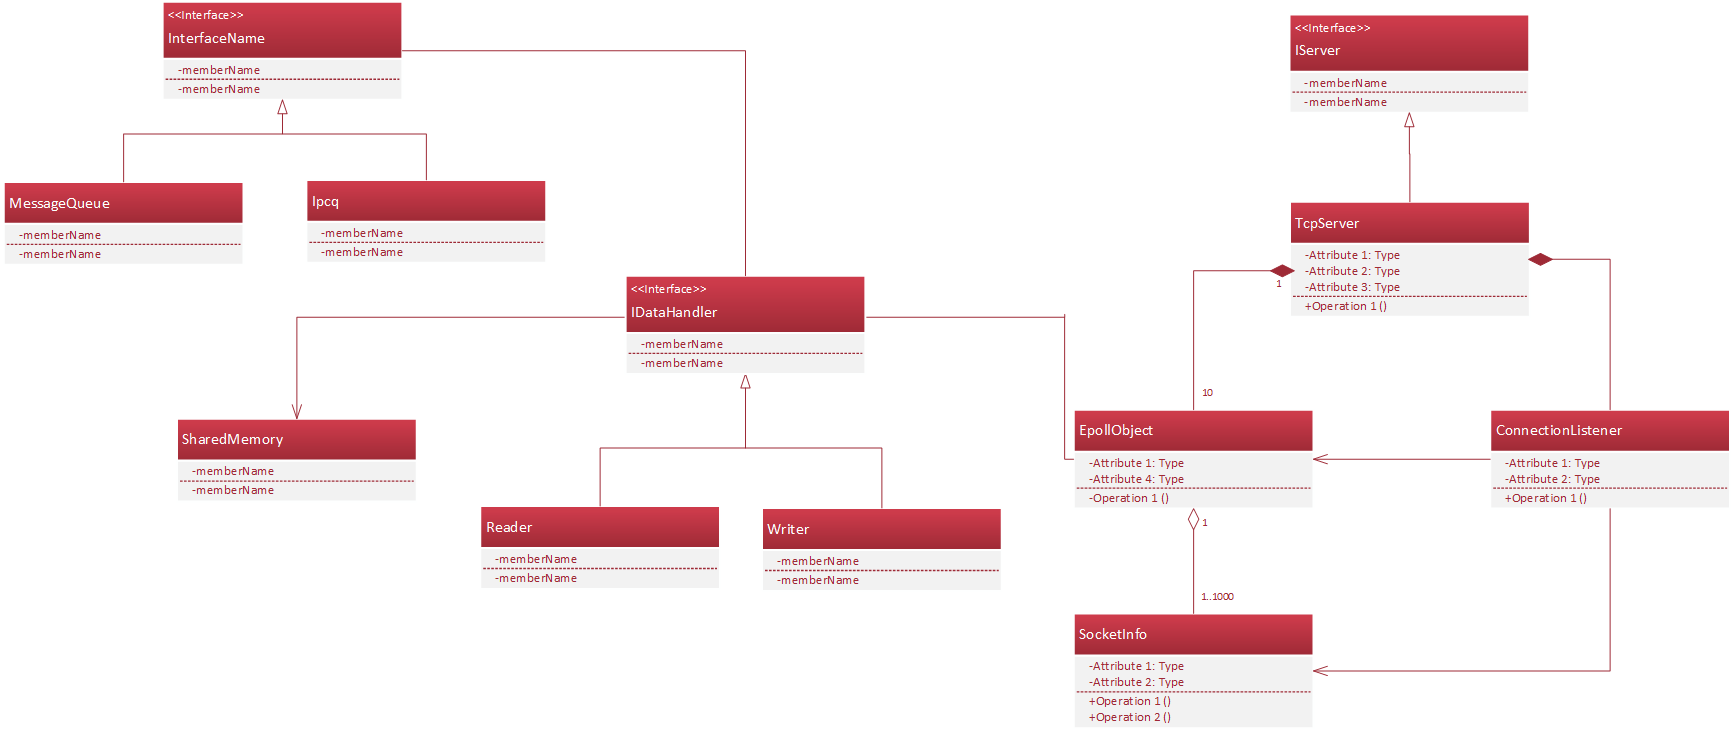 <<Interface>>
InterfaceName
-memberName
-memberName
<<Interface>>
IServer
-memberName
-memberName
MessageQueue
-memberName
-memberName
Ipcq
-memberName
-memberName
TcpServer
-Attribute 1: Type
-Attribute 2: Type
-Attribute 3: Type
+Operation 1 ()
1
10
<<Interface>>
IDataHandler
-memberName
-memberName
SharedMemory
-memberName
-memberName
EpollObject
-Attribute 1: Type
-Attribute 4: Type
-Operation 1 ()
1
1..1000
ConnectionListener
-Attribute 1: Type
-Attribute 2: Type
+Operation 1 ()
Reader
-memberName
-memberName
Writer
-memberName
-memberName
SocketInfo
-Attribute 1: Type
-Attribute 2: Type
+Operation 1 ()
+Operation 2 ()